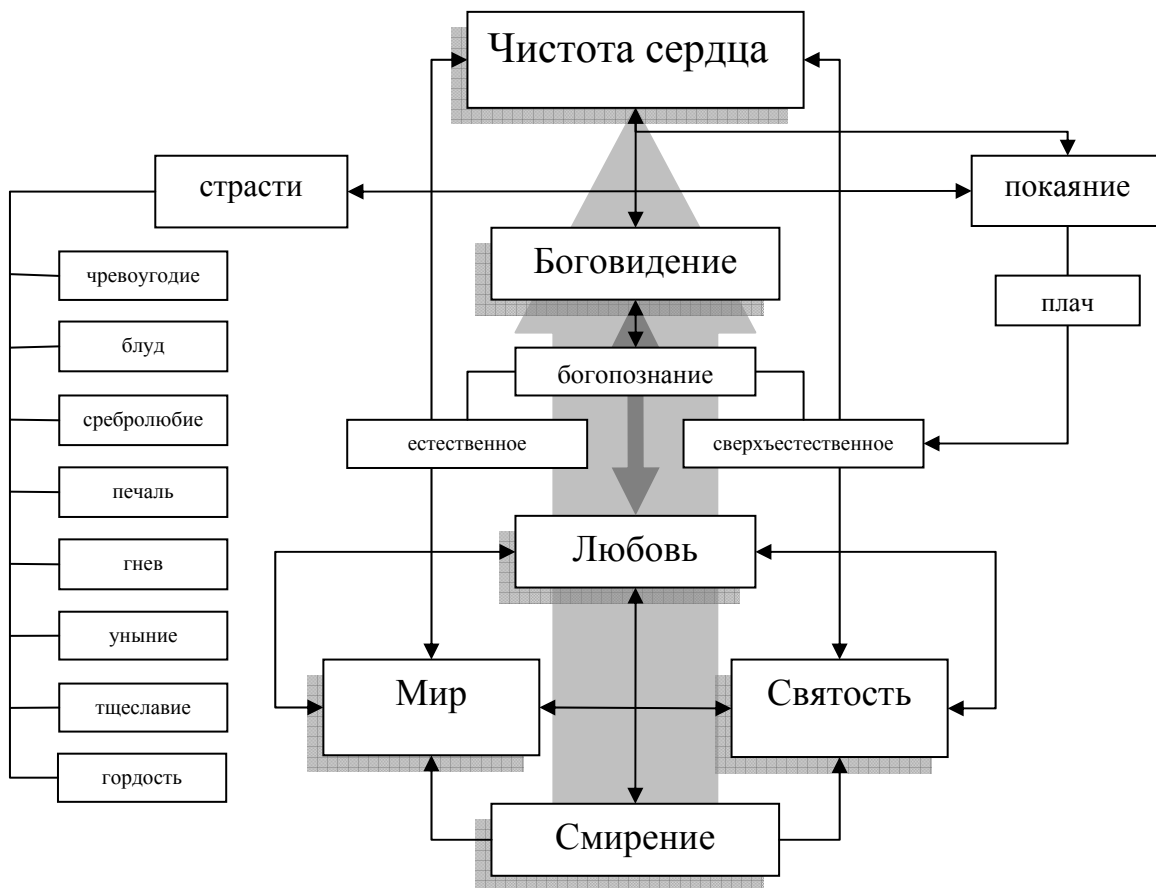 Чистота сердца
страсти
покаяние
Боговидение
чревоугодие
плач
блуд
богопознание
сребролюбие
естественное
сверхъестественное
печаль
Любовь
гнев
уныние
Мир
Святость
тщеславие
гордость
Смирение